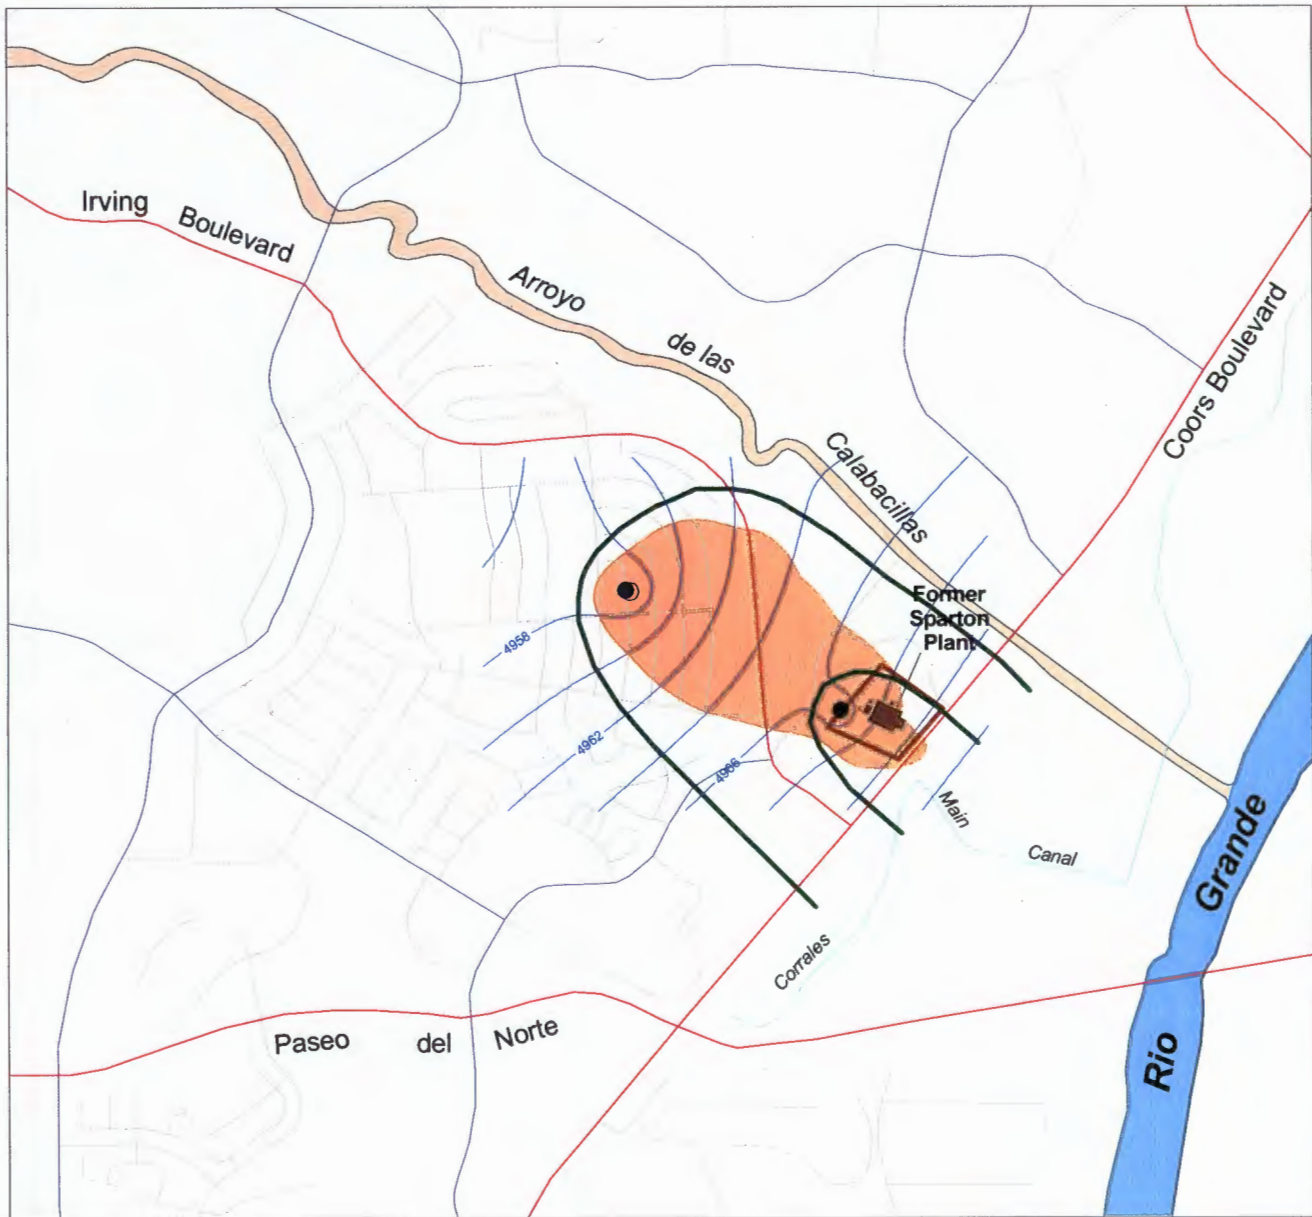 Irving
Boulevard
Arroyo
de las
Calabacillas
Coors Boulevard
Former
Sparton
Plant
4958
4962
4966
Main
Canal
Corrales
Grande
Rio
Paseo
del
Norte